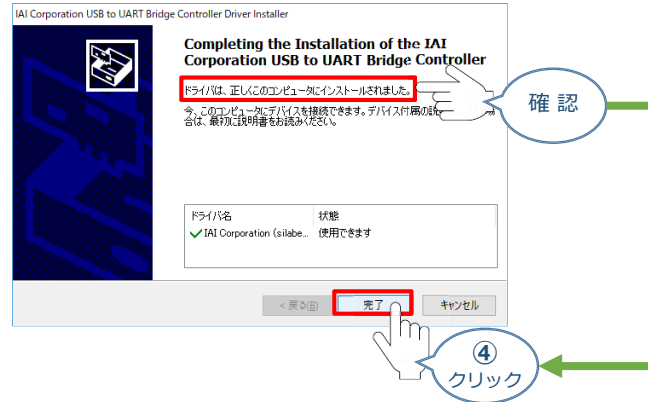 IAI Corporation USB to UART Bridge Controller Driver Installer
Completing the Installation of the IAI
Corporation USB to UART Bridge Controller
ドライバは、正しくこのコンピュータにインストールされました。
確 認
今、このコンピュータにデバイスを接続できます。デバイス付属の説
合は、最初に説明書をお読みください。
ドライバ名 状態
IAI Corporation (silabe... 使用できます
< 戻る(B) 完了 キャンセル
④
クリック